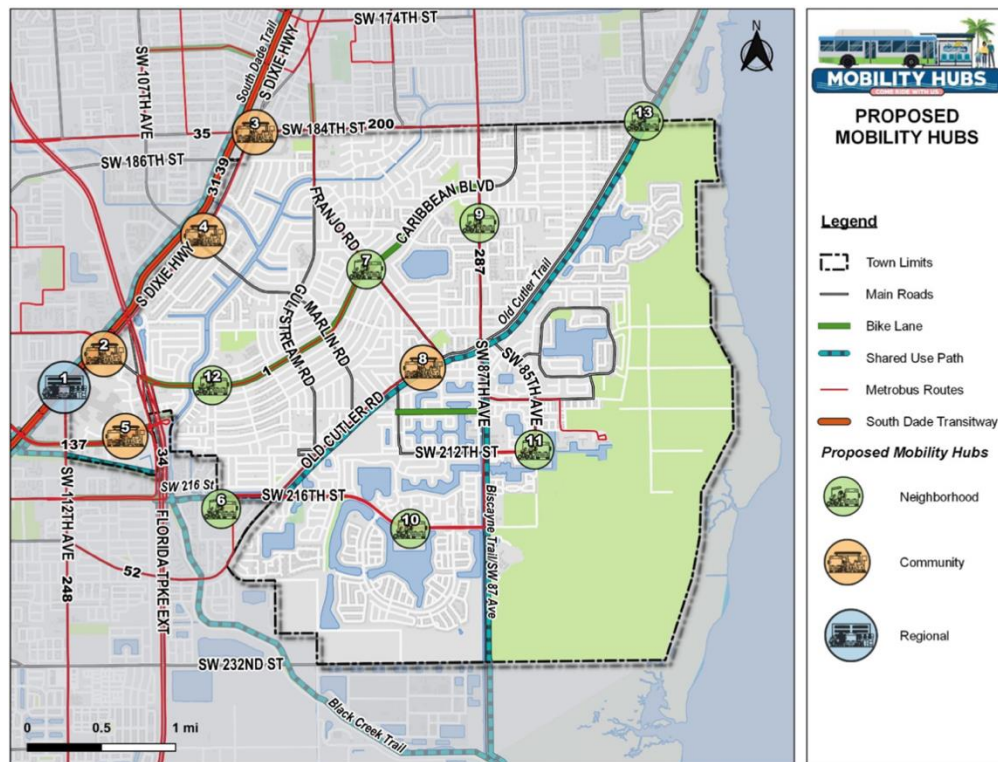 SW 174TH ST
N
SW 107TH AVE
South Dade Trail
S DIXIE HWY
35
3
SW 184TH ST
200
13
SW 186TH ST
31 39
FRANJO RD
CARIBBEAN BLVD
9
4
287
7
Old Cutler Trail
S DIXIE HWY
GULFSTREAM RD
MARLIN RD
2
8
SW 87TH AVE
SW 85TH AVE
1
12
1
OLD CUTLER RD
5
137
34
SW 212TH ST
11
SW 216 St
6
SW 216TH ST
10
SW 112TH AVE
FLORIDA TPKE EXT
Biscayne Trail/SW 87 Ave
52
248
SW 232ND ST
Black Creek Trail
0 0.5 1 mi
MOBILITY HUBS
COME RIDE WITH US
PROPOSED
MOBILITY HUBS
Legend
Town Limits
Main Roads
Bike Lane
Shared Use Path
Metrobus Routes
South Dade Transitway
Proposed Mobility Hubs
Neighborhood
Community
Regional